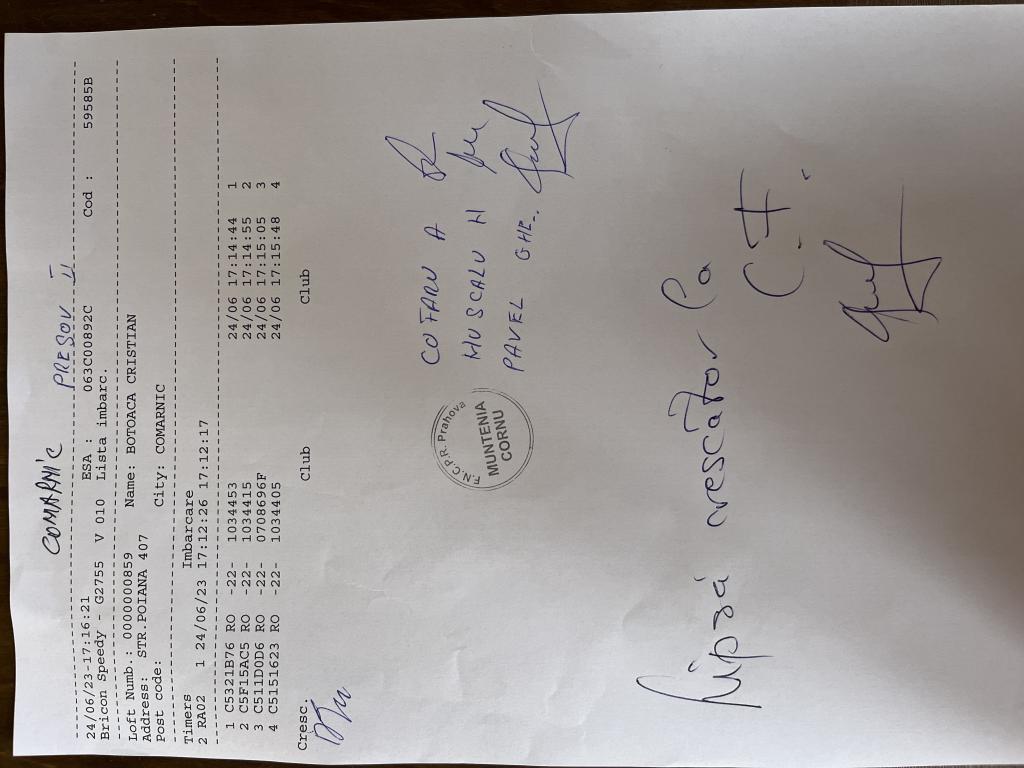 COMARNIC PRESOV II
24/06/23-17:16:21 ESA : 063C00892C Cod : 59585B
Bricon Speedy - G2755 V 010 Lista imbarc.
Loft Numb.: 0000000859 Name: BOTOACA CRISTIAN
Address: STR.POIANA 407
Post code: City: COMARNIC
Timers Imbarcare
2 RA02 1 24/06/23 17:12:26 17:12:17
1 C5321B76 RO -22- 1034453 24/06 17:14:44 1
2 C5F15AC5 RO -22- 1034415 24/06 17:14:55 2
3 C511D0D6 RO -22- 0708696F 24/06 17:15:05 3
4 C5151623 RO -22- 1034405 24/06 17:15:48 4
Cresc. Club Club
F.N.C.P.R. Prahova
MUNTENIA
CORNU
COTARU A
MUSCALU H
PAVEL GHE.
lipsă crescător la
C.F.